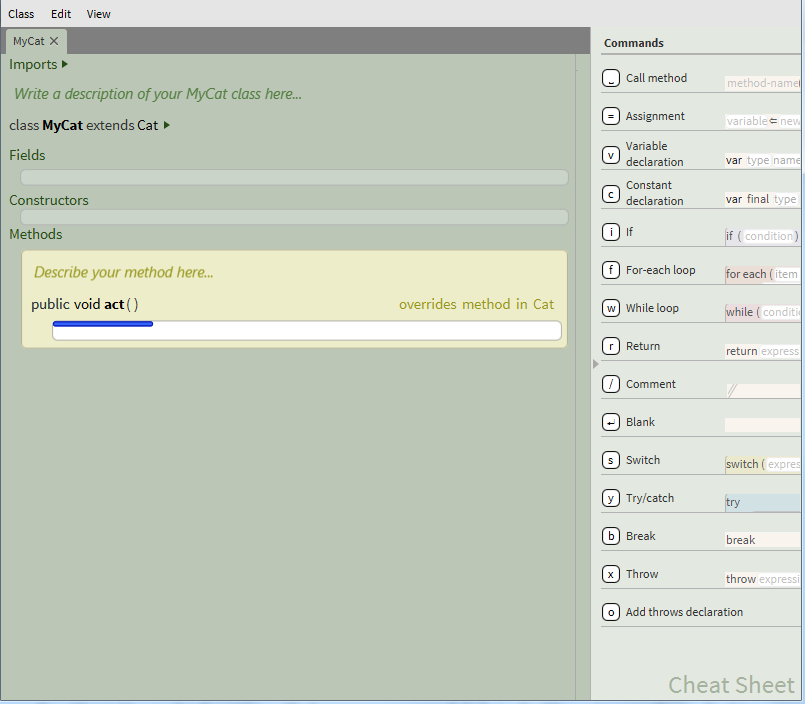 Class Edit View
MyCat ✕
Imports
Write a description of your MyCat class here...
class MyCat extends Cat
Fields
Constructors
Methods
Describe your method here...
public void act()
overrides method in Cat
Commands
Call method method-name
= Assignment variable ⇐ new
v Variable declaration var type name
c Constant declaration var final type
i If if ( condition )
f For-each loop for each ( item
w While loop while (
r Return return
/ Comment //
↵ Blank
s Switch switch (
y Try/catch try
b Break break
x Throw throw
o Add throws declaration
Cheat Sheet